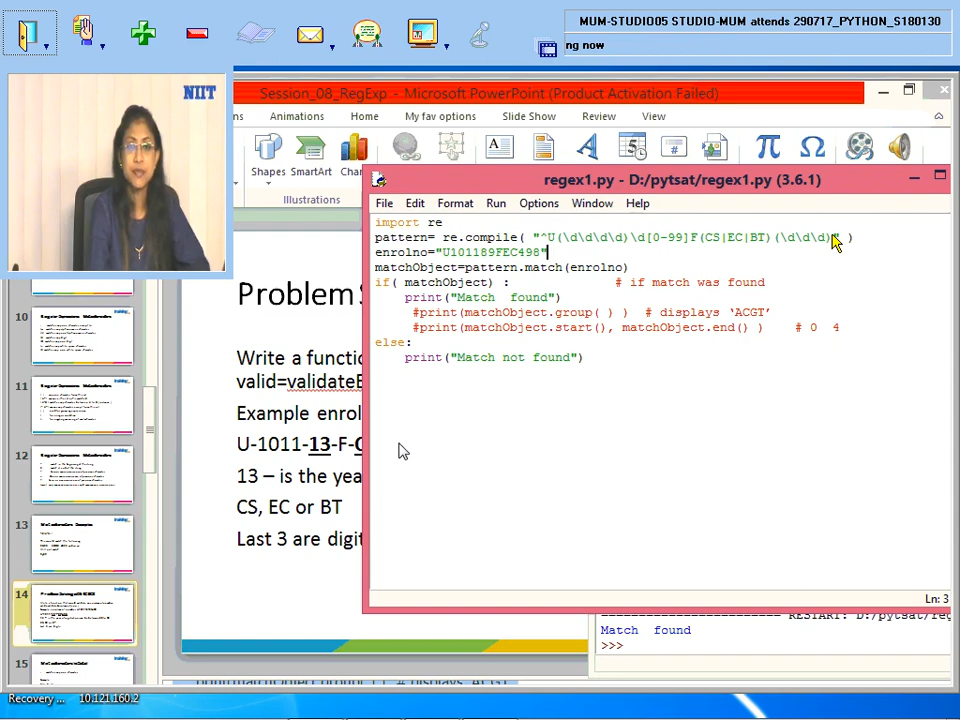 MUM-STUDIO05 STUDIO-MUM attends 290717_PYTHON_S180130
ng now
NIIT
Session_08_RegExp - Microsoft PowerPoint (Product Activation Failed)
ns Animations Home My fav options Slide Show Review View
Shapes SmartArt Char
Illustrations
regex1.py - D:/pytsat/regex1.py (3.6.1)
File Edit Format Run Options Window Help
import re
pattern= re.compile( "^U(\d\d\d\d)\d[0-99]F(CS|EC|BT)(\d\d\d)" )
enrolno="U101189FEC498"
matchObject=pattern.match(enrolno)
if( matchObject) : # if match was found
print("Match found")
#print(matchObject.group( ) ) # displays ‘ACGT’
#print(matchObject.start(), matchObject.end() ) # 0 4
else:
print("Match not found")
Ln: 3
Problem S
Write a functio
valid=validateE
Example enrol
U-1011-13-F-C
13 – is the yea
CS, EC or BT
Last 3 are digit
10
11
12
13
14
15
RESTART: D:/pytsat/reg
Match found
>>>
Recovery ... 10.121.160.2